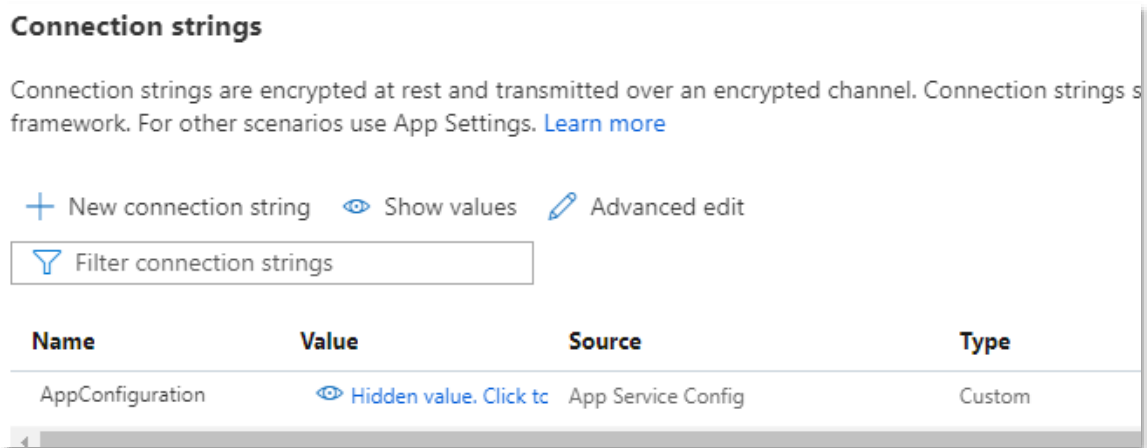 Connection strings
Connection strings are encrypted at rest and transmitted over an encrypted channel. Connection strings s
framework. For other scenarios use App Settings. Learn more
New connection string Show values Advanced edit
Filter connection strings
Name Value Source Type
AppConfiguration Hidden value. Click tc App Service Config Custom